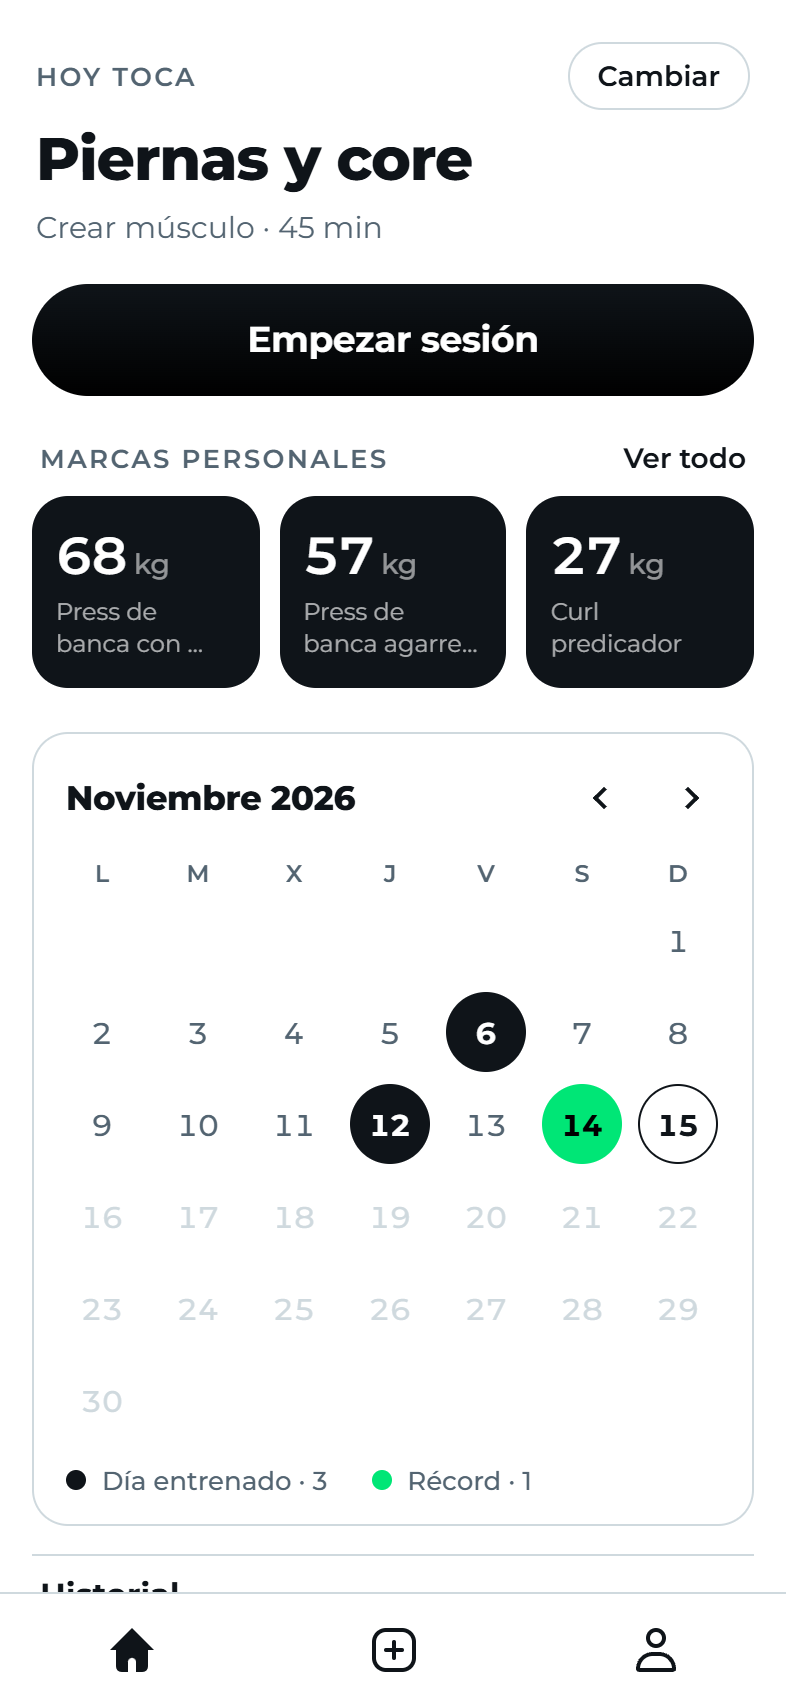 HOY TOCA
Cambiar
Piernas y core
Crear músculo · 45 min
Empezar sesión
MARCAS PERSONALES
Ver todo
68 kg
Press de
banca con ...
57 kg
Press de
banca agarre...
27 kg
Curl
predicador
Noviembre 2026
L M X J V S D
1
2 3 4 5 6 7 8
9 10 11 12 13 14 15
16 17 18 19 20 21 22
23 24 25 26 27 28 29
30
Día entrenado · 3
Récord · 1
Historial